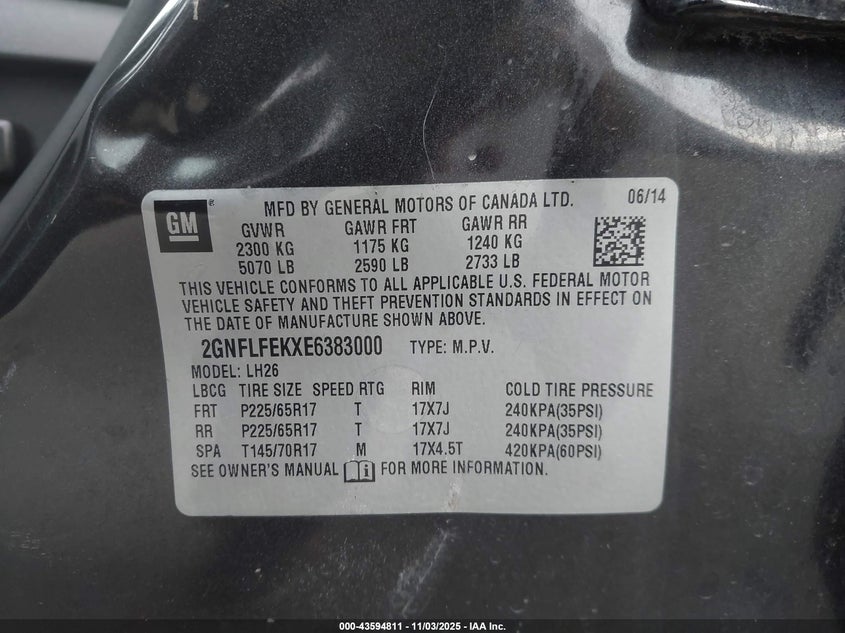 GM
MFD BY GENERAL MOTORS OF CANADA LTD. 06/14
GVWR GAWR FRT GAWR RR
2300 KG 1175 KG 1240 KG
5070 LB 2590 LB 2733 LB
THIS VEHICLE CONFORMS TO ALL APPLICABLE U.S. FEDERAL MOTOR
VEHICLE SAFETY AND THEFT PREVENTION STANDARDS IN EFFECT ON
THE DATE OF MANUFACTURE SHOWN ABOVE.
2GNFLFEKXE6383000 TYPE: M.P.V.
MODEL: LH26
LBCG TIRE SIZE SPEED RTG RIM COLD TIRE PRESSURE
FRT P225/65R17 T 17X7J 240KPA(35PSI)
RR P225/65R17 T 17X7J 240KPA(35PSI)
SPA T145/70R17 M 17X4.5T 420KPA(60PSI)
SEE OWNER'S MANUAL i FOR MORE INFORMATION.
000-43594811 - 11/03/2025 - IAA Inc.